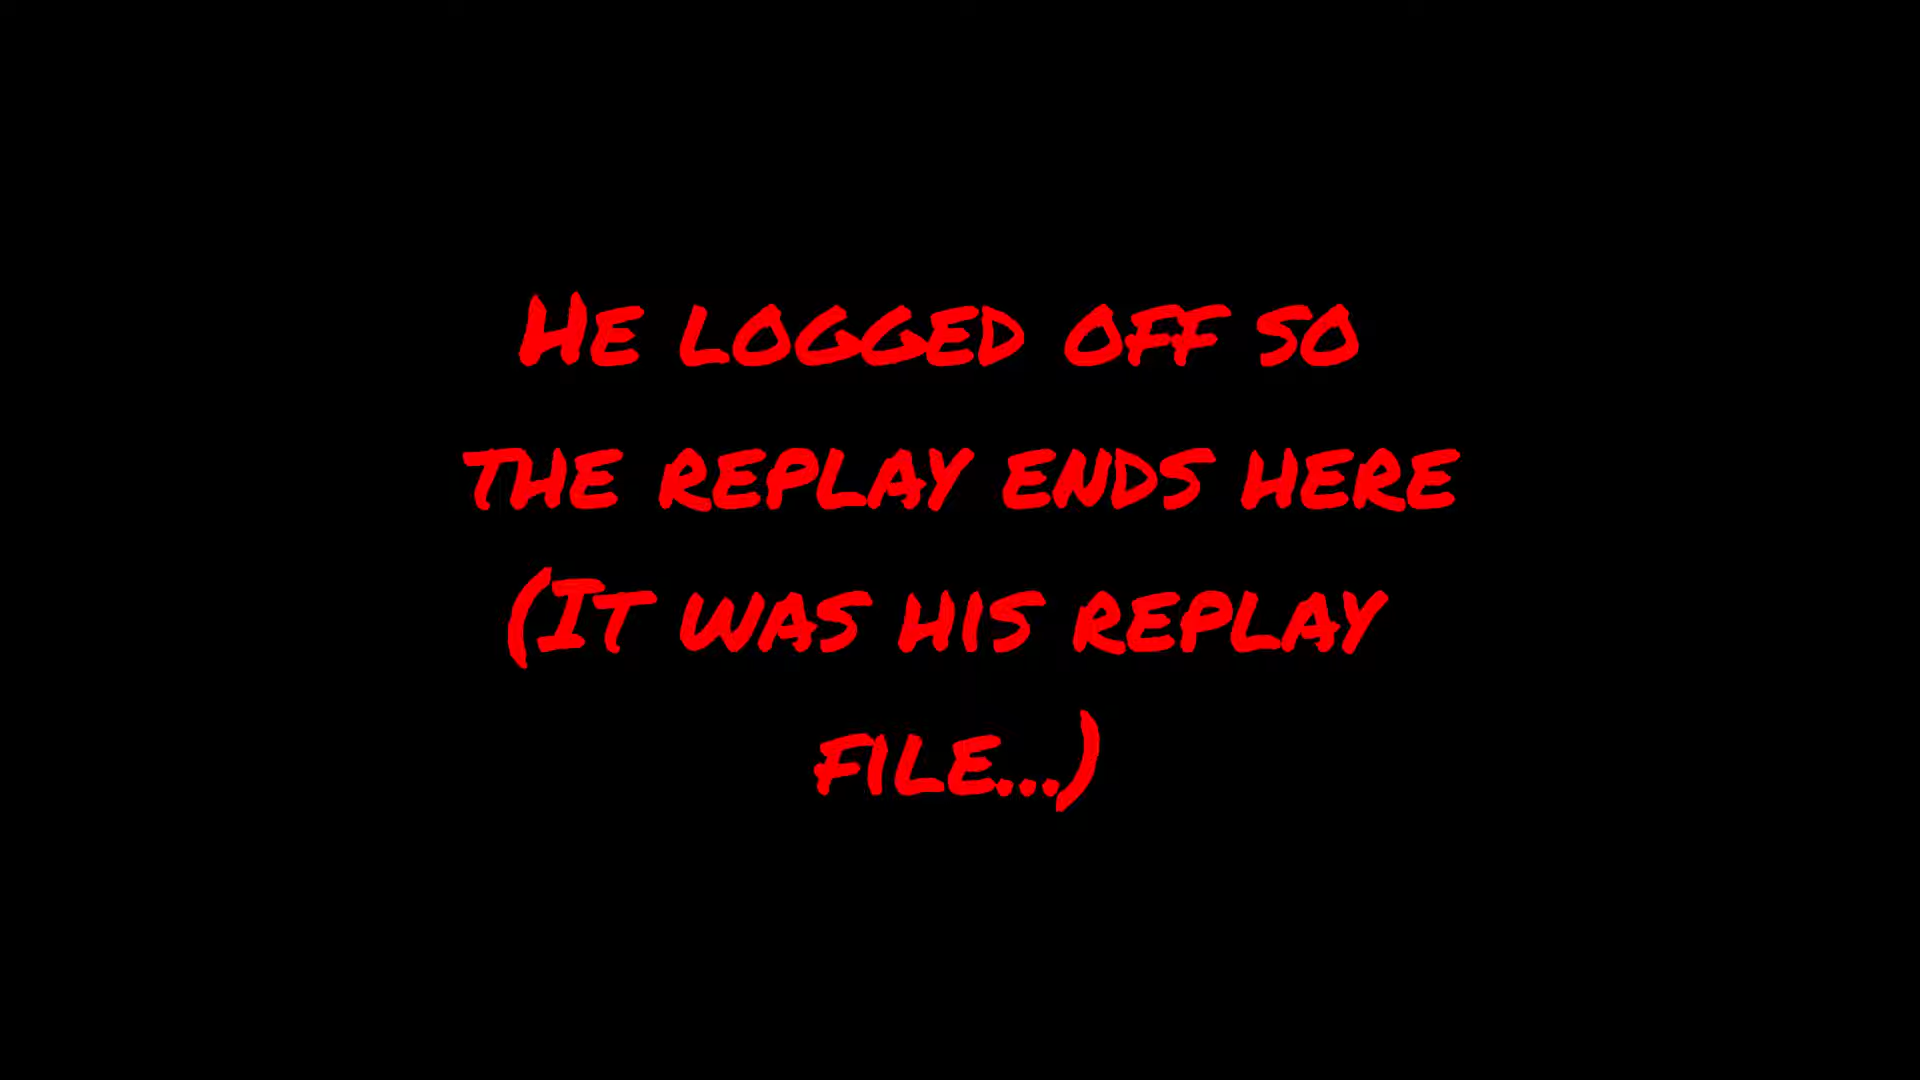 He logged off so
the replay ends here
(It was his replay
file...)